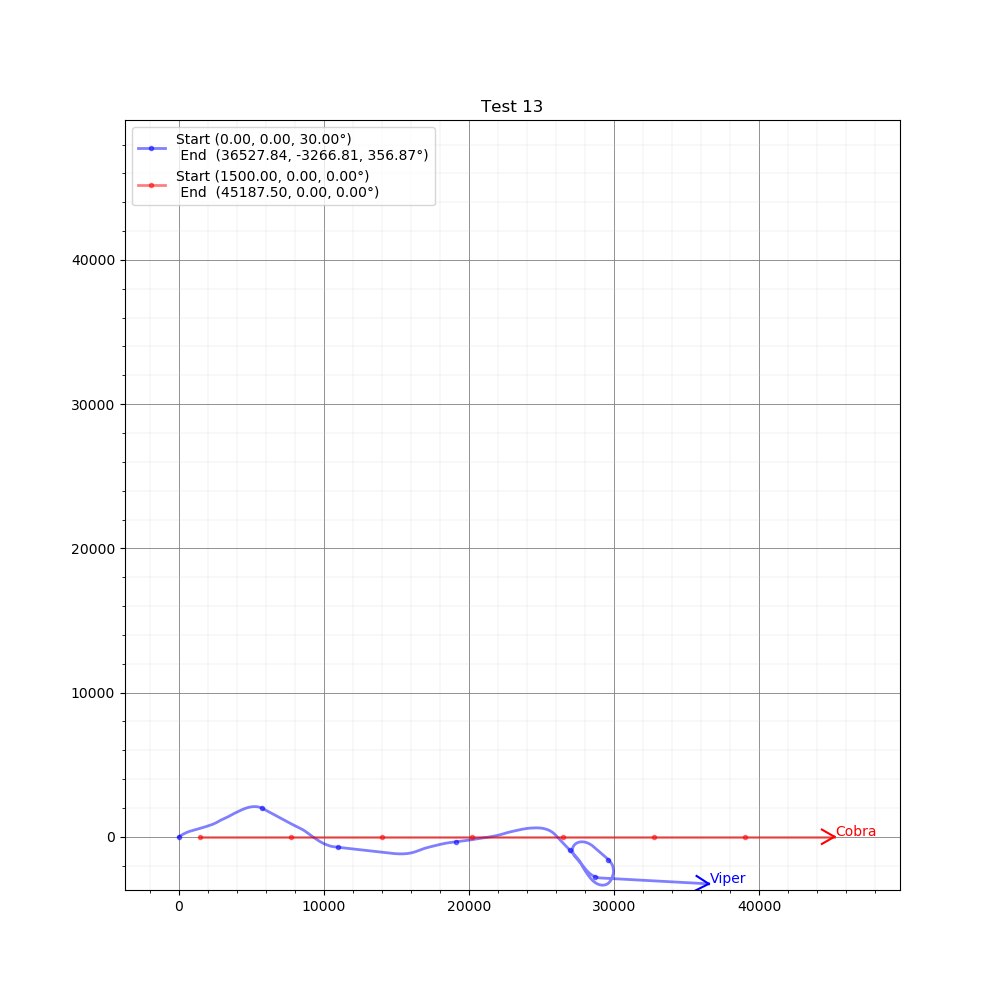 Test 13
Start (0.00, 0.00, 30.00°)
End  (36527.84, -3266.81, 356.87°)
Start (1500.00, 0.00, 0.00°)
End  (45187.50, 0.00, 0.00°)
40000
30000
20000
10000
0
Cobra
Viper
0
10000
20000
30000
40000